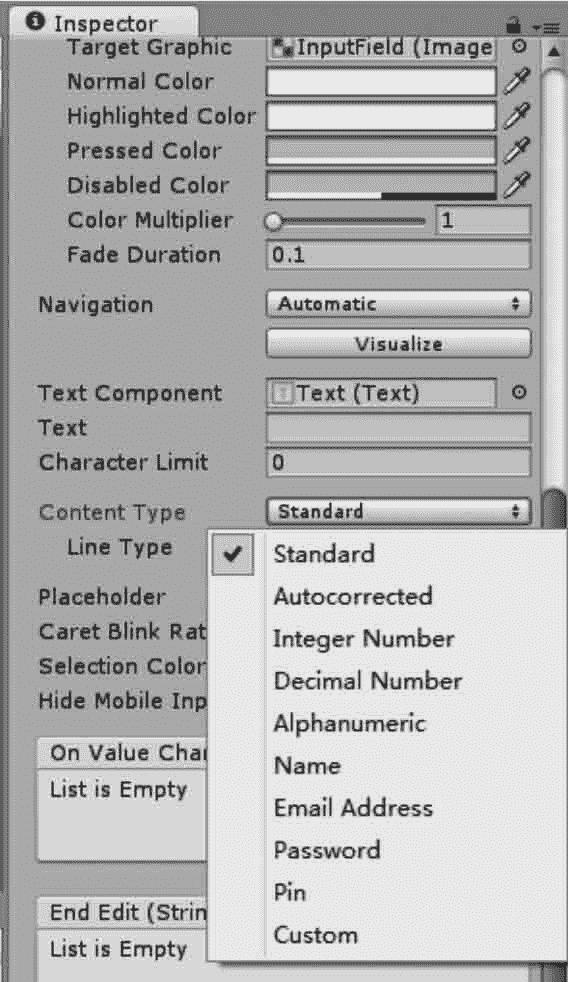 Inspector
Target Graphic InputField (Image
Normal Color
Highlighted Color
Pressed Color
Disabled Color
Color Multiplier 1
Fade Duration 0.1
Navigation Automatic
Visualize
Text Component Text (Text)
Text
Character Limit 0
Content Type Standard
Line Type
Standard
Autocorrected
Placeholder
Caret Blink Rat
Integer Number
Selection Color
Decimal Number
Hide Mobile Inp
Alphanumeric
On Value Char
Name
List is Empty
Email Address
Password
Pin
End Edit (Strin
Custom
List is Empty